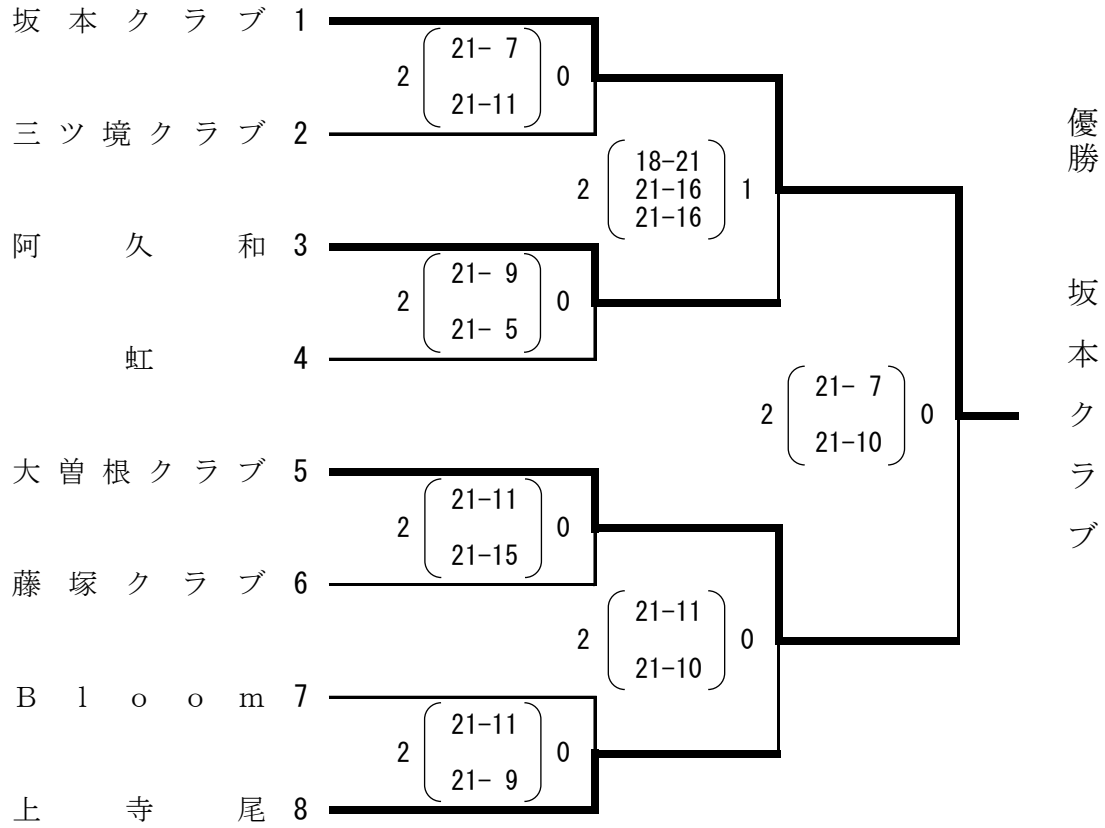 坂本クラブ 1
2 21- 7 0
21-11
三ツ境クラブ 2
2 18-21 1
21-16
21-16
阿久和 3
2 21- 9 0
21- 5
虹 4
2 21- 7 0
21-10
大曽根クラブ 5
2 21-11 0
21-15
藤塚クラブ 6
2 21-11 0
21-10
Ｂｌｏｏｍ 7
2 21-11 0
21- 9
上寺尾 8
優勝 坂本クラブ